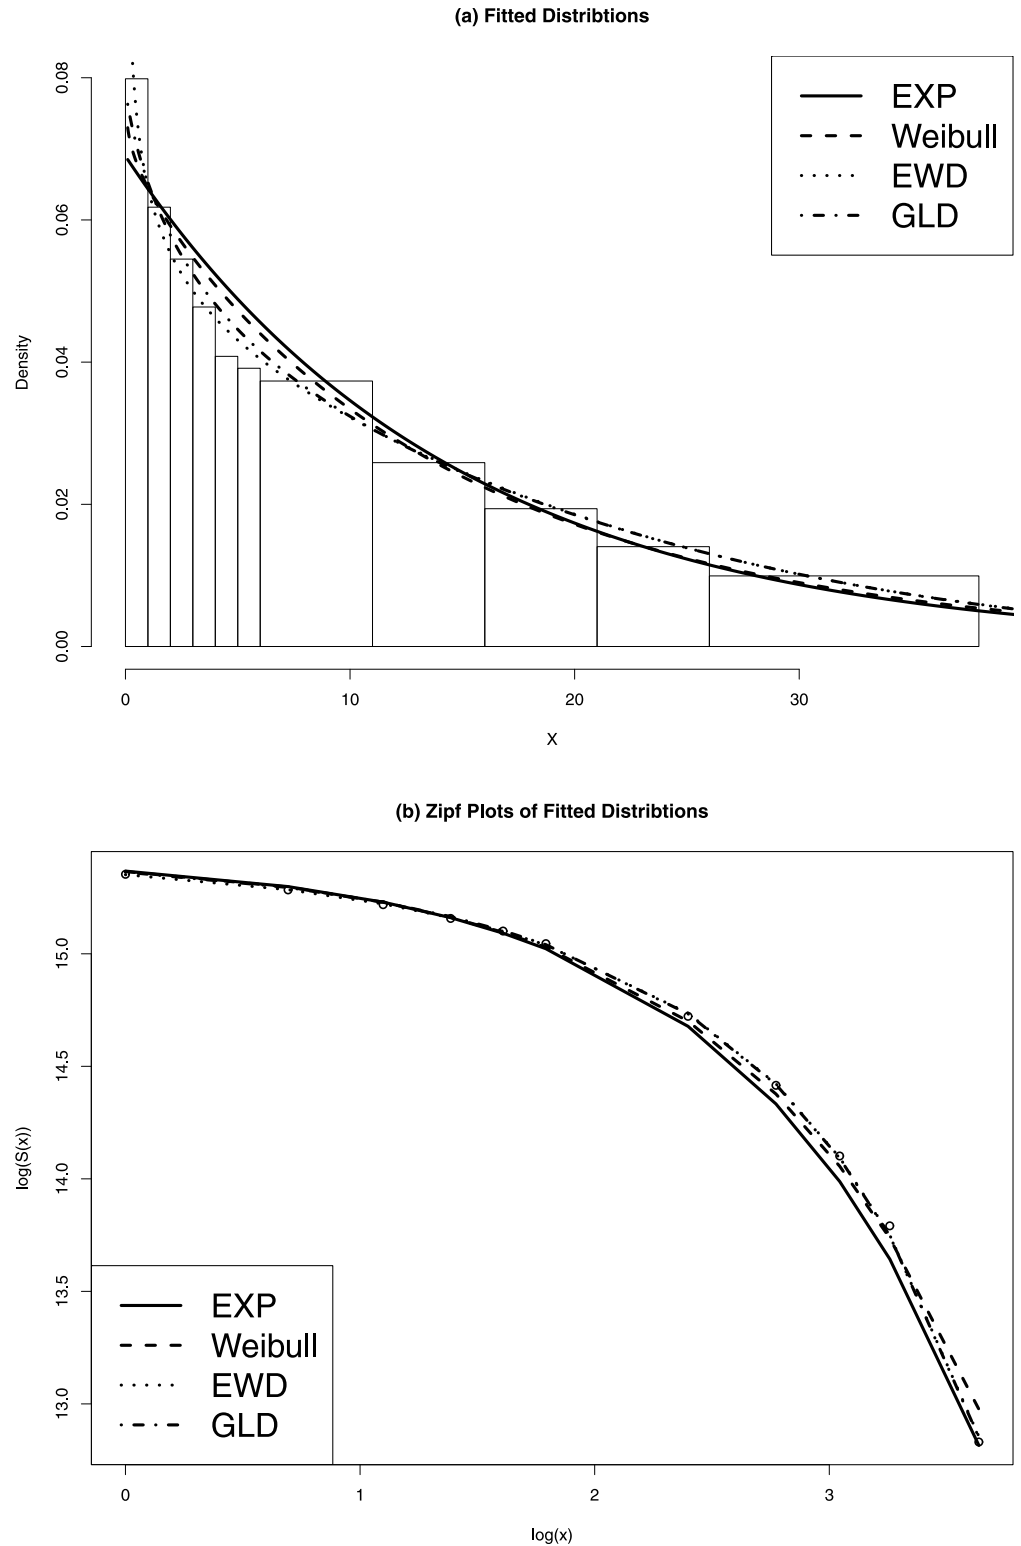 (a) Fitted Distribtions
EXP
Weibull
EWD
GLD
Density
0.00 0.02 0.04 0.06 0.08
0 10 20 30
X
(b) Zipf Plots of Fitted Distribtions
log(S(x))
13.0 13.5 14.0 14.5 15.0
EXP
Weibull
EWD
GLD
0 1 2 3
log(x)